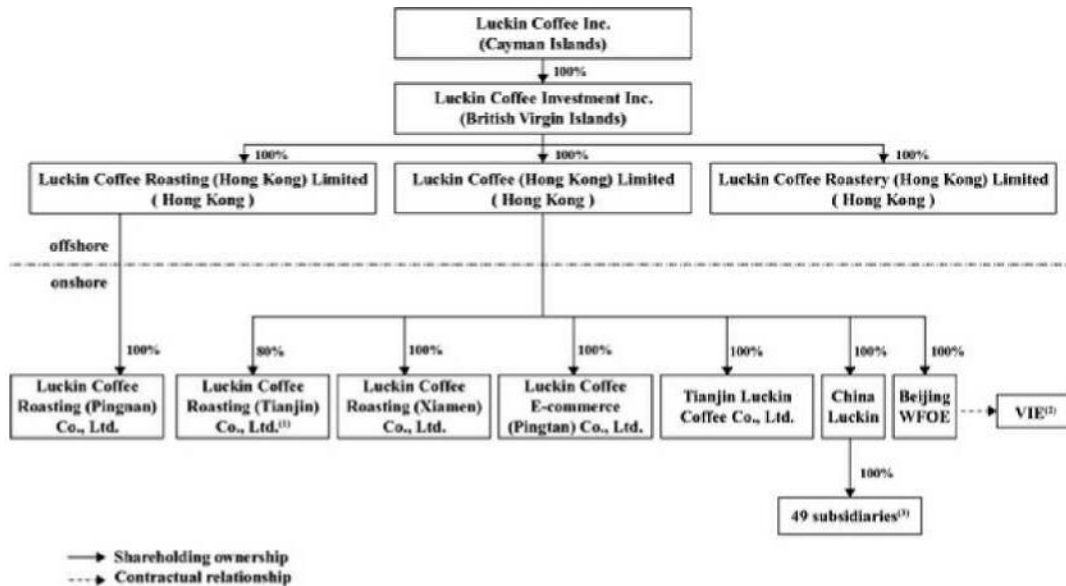 Luckin Coffee Inc.
(Cayman Islands)
100%
Luckin Coffee Investment Inc.
(British Virgin Islands)
100%
100%
100%
Luckin Coffee Roasting (Hong Kong) Limited
( Hong Kong )
Luckin Coffee (Hong Kong) Limited
( Hong Kong )
Luckin Coffee Roastery (Hong Kong) Limited
( Hong Kong )
offshore
onshore
100%
80%
100%
100%
100%
100%
100%
Luckin Coffee
Roasting (Pingnan)
Co., Ltd.
Luckin Coffee
Roasting (Tianjin)
Co., Ltd.(1)
Luckin Coffee
Roasting (Xiamen)
Co., Ltd.
Luckin Coffee
E-commerce
(Pingtan) Co., Ltd.
Tianjin Luckin
Coffee Co., Ltd.
China
Luckin
Beijing
WFOE
VIE(2)
100%
49 subsidiaries(3)
Shareholding ownership
Contractual relationship